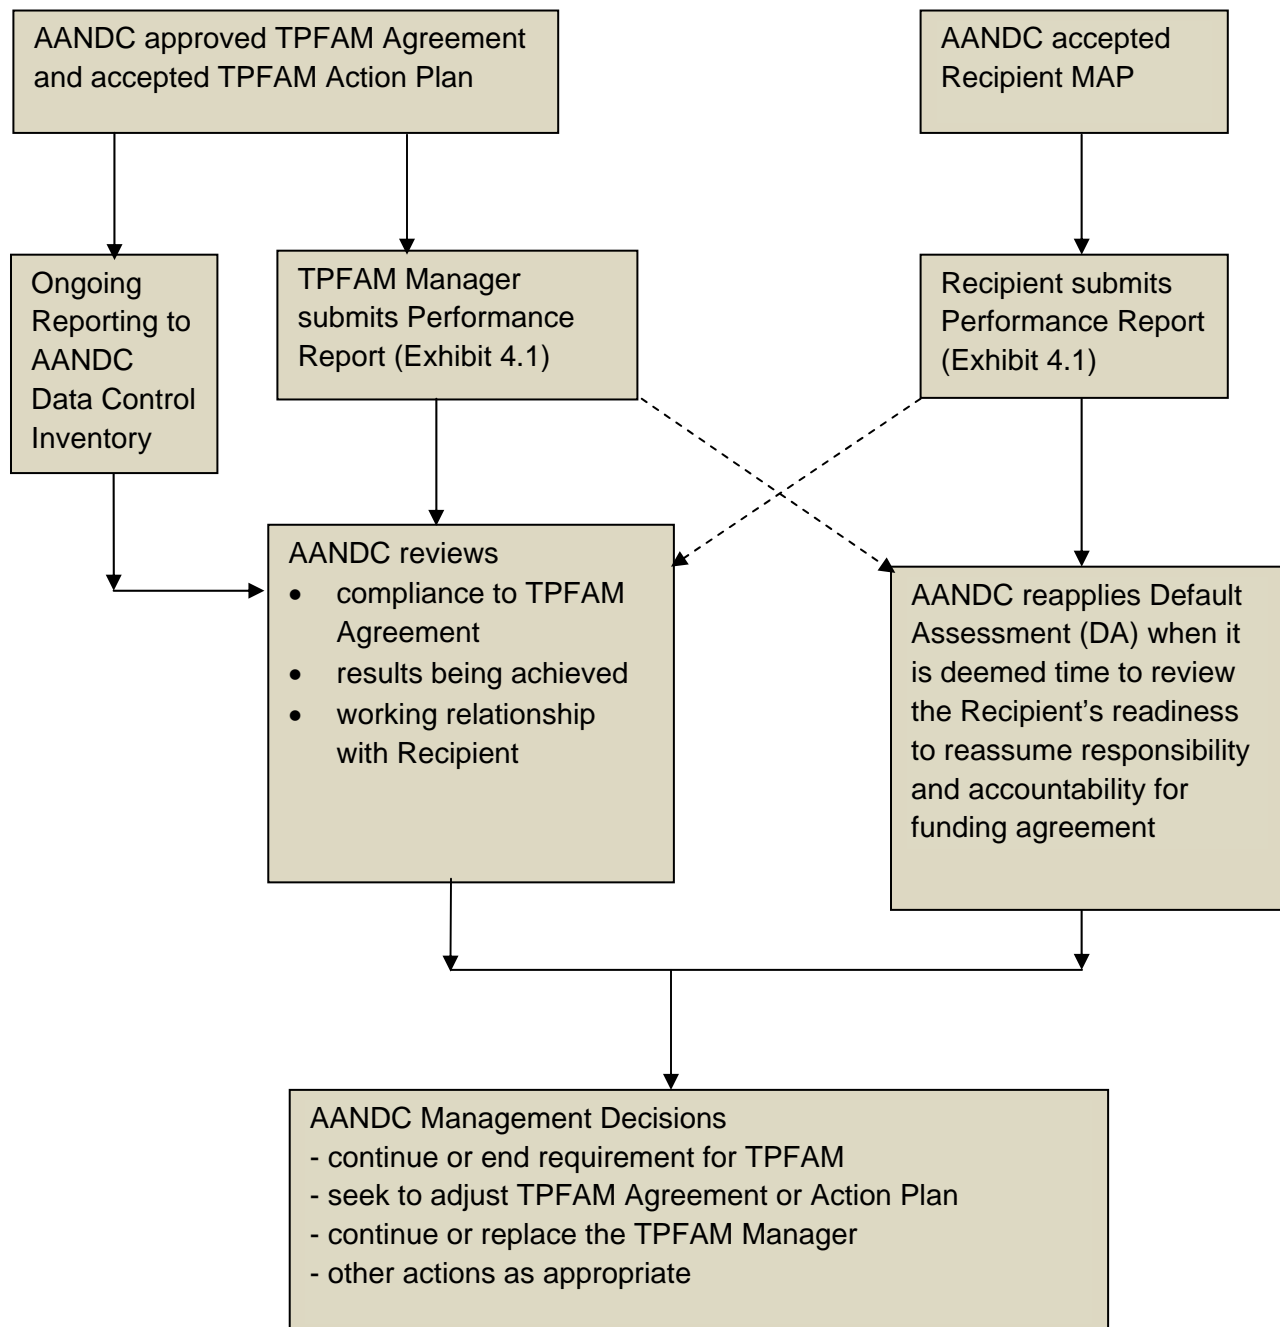 AANDC approved TPFAM Agreement
and accepted TPFAM Action Plan
AANDC accepted
Recipient MAP
Ongoing
Reporting to
AANDC
Data Control
Inventory
TPFAM Manager
submits Performance
Report (Exhibit 4.1)
Recipient submits
Performance Report
(Exhibit 4.1)
AANDC reviews
• compliance to TPFAM
Agreement
• results being achieved
• working relationship
with Recipient
AANDC reapplies Default
Assessment (DA) when it
is deemed time to review
the Recipient’s readiness
to reassume responsibility
and accountability for
funding agreement
AANDC Management Decisions
- continue or end requirement for TPFAM
- seek to adjust TPFAM Agreement or Action Plan
- continue or replace the TPFAM Manager
- other actions as appropriate